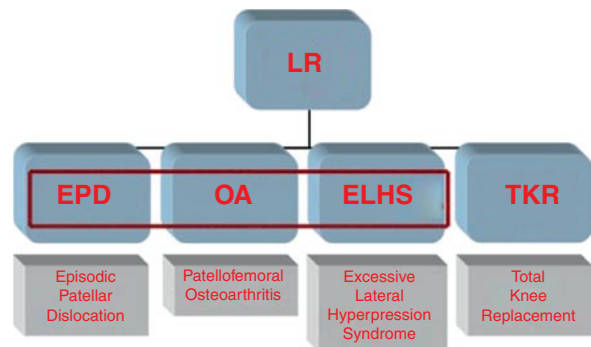 LR
EPD
OA
ELHS
TKR
Episodic
Patellar
Dislocation
Patellofemoral
Osteoarthritis
Excessive
Lateral
Hyperpression
Syndrome
Total
Knee
Replacement